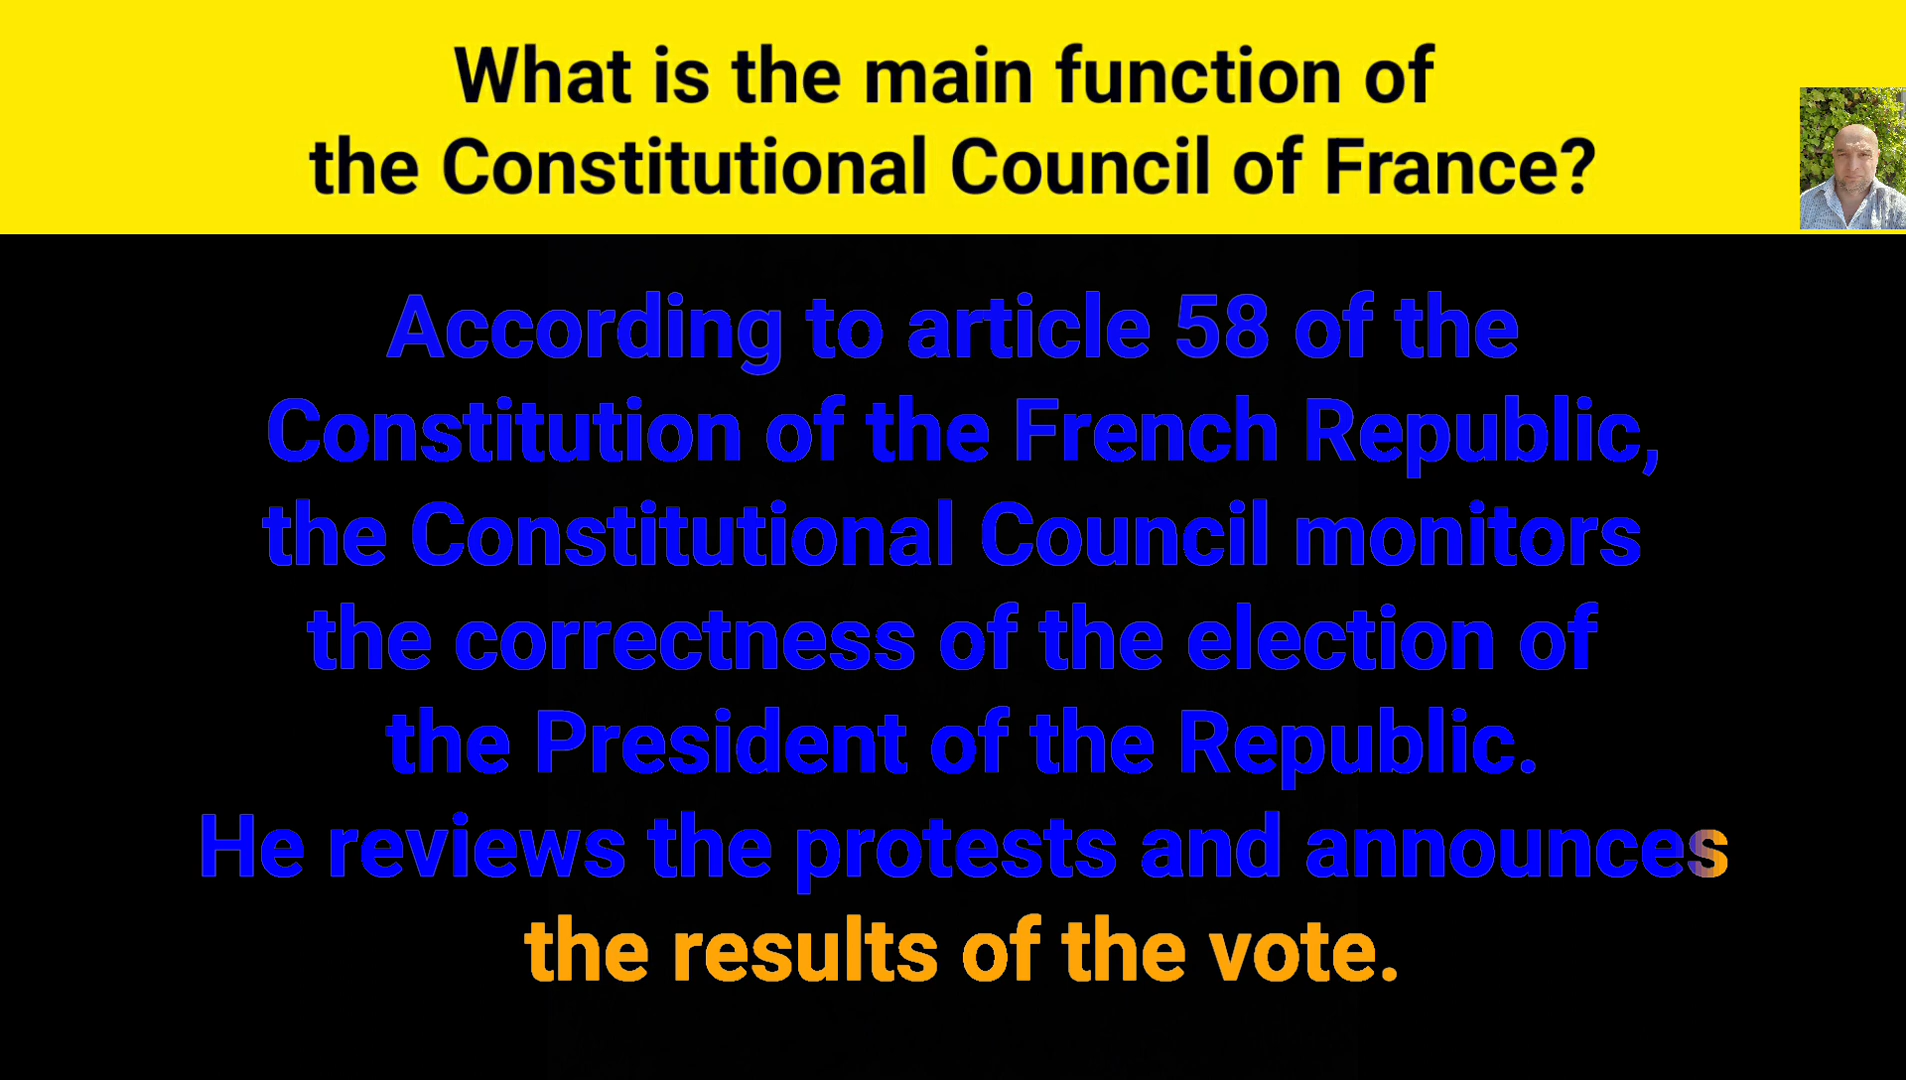 What is the main function of
the Constitutional Council of France?
According to article 58 of the
Constitution of the French Republic,
the Constitutional Council monitors
the correctness of the election of
the President of the Republic.
He reviews the protests and announces
the results of the vote.